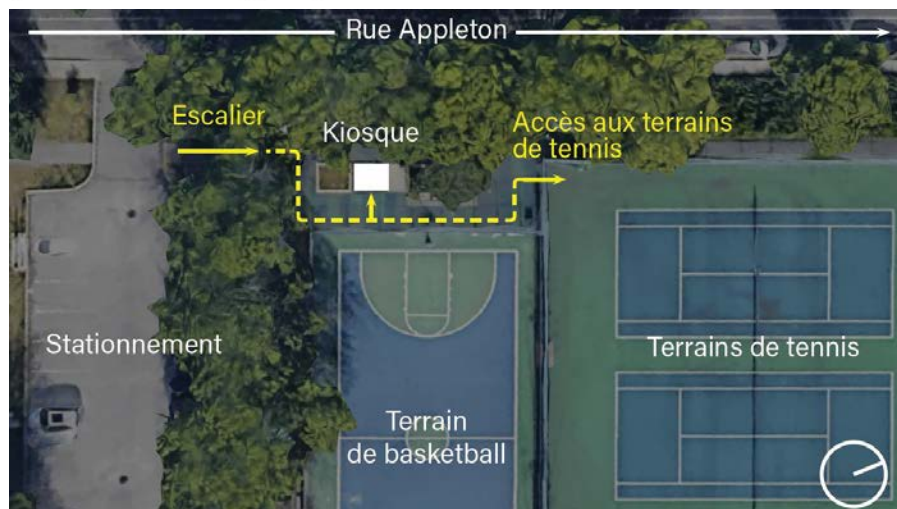 Rue Appleton
Escalier
Kiosque
Accès aux terrains
de tennis
Stationnement
Terrains de tennis
Terrain
de basketball